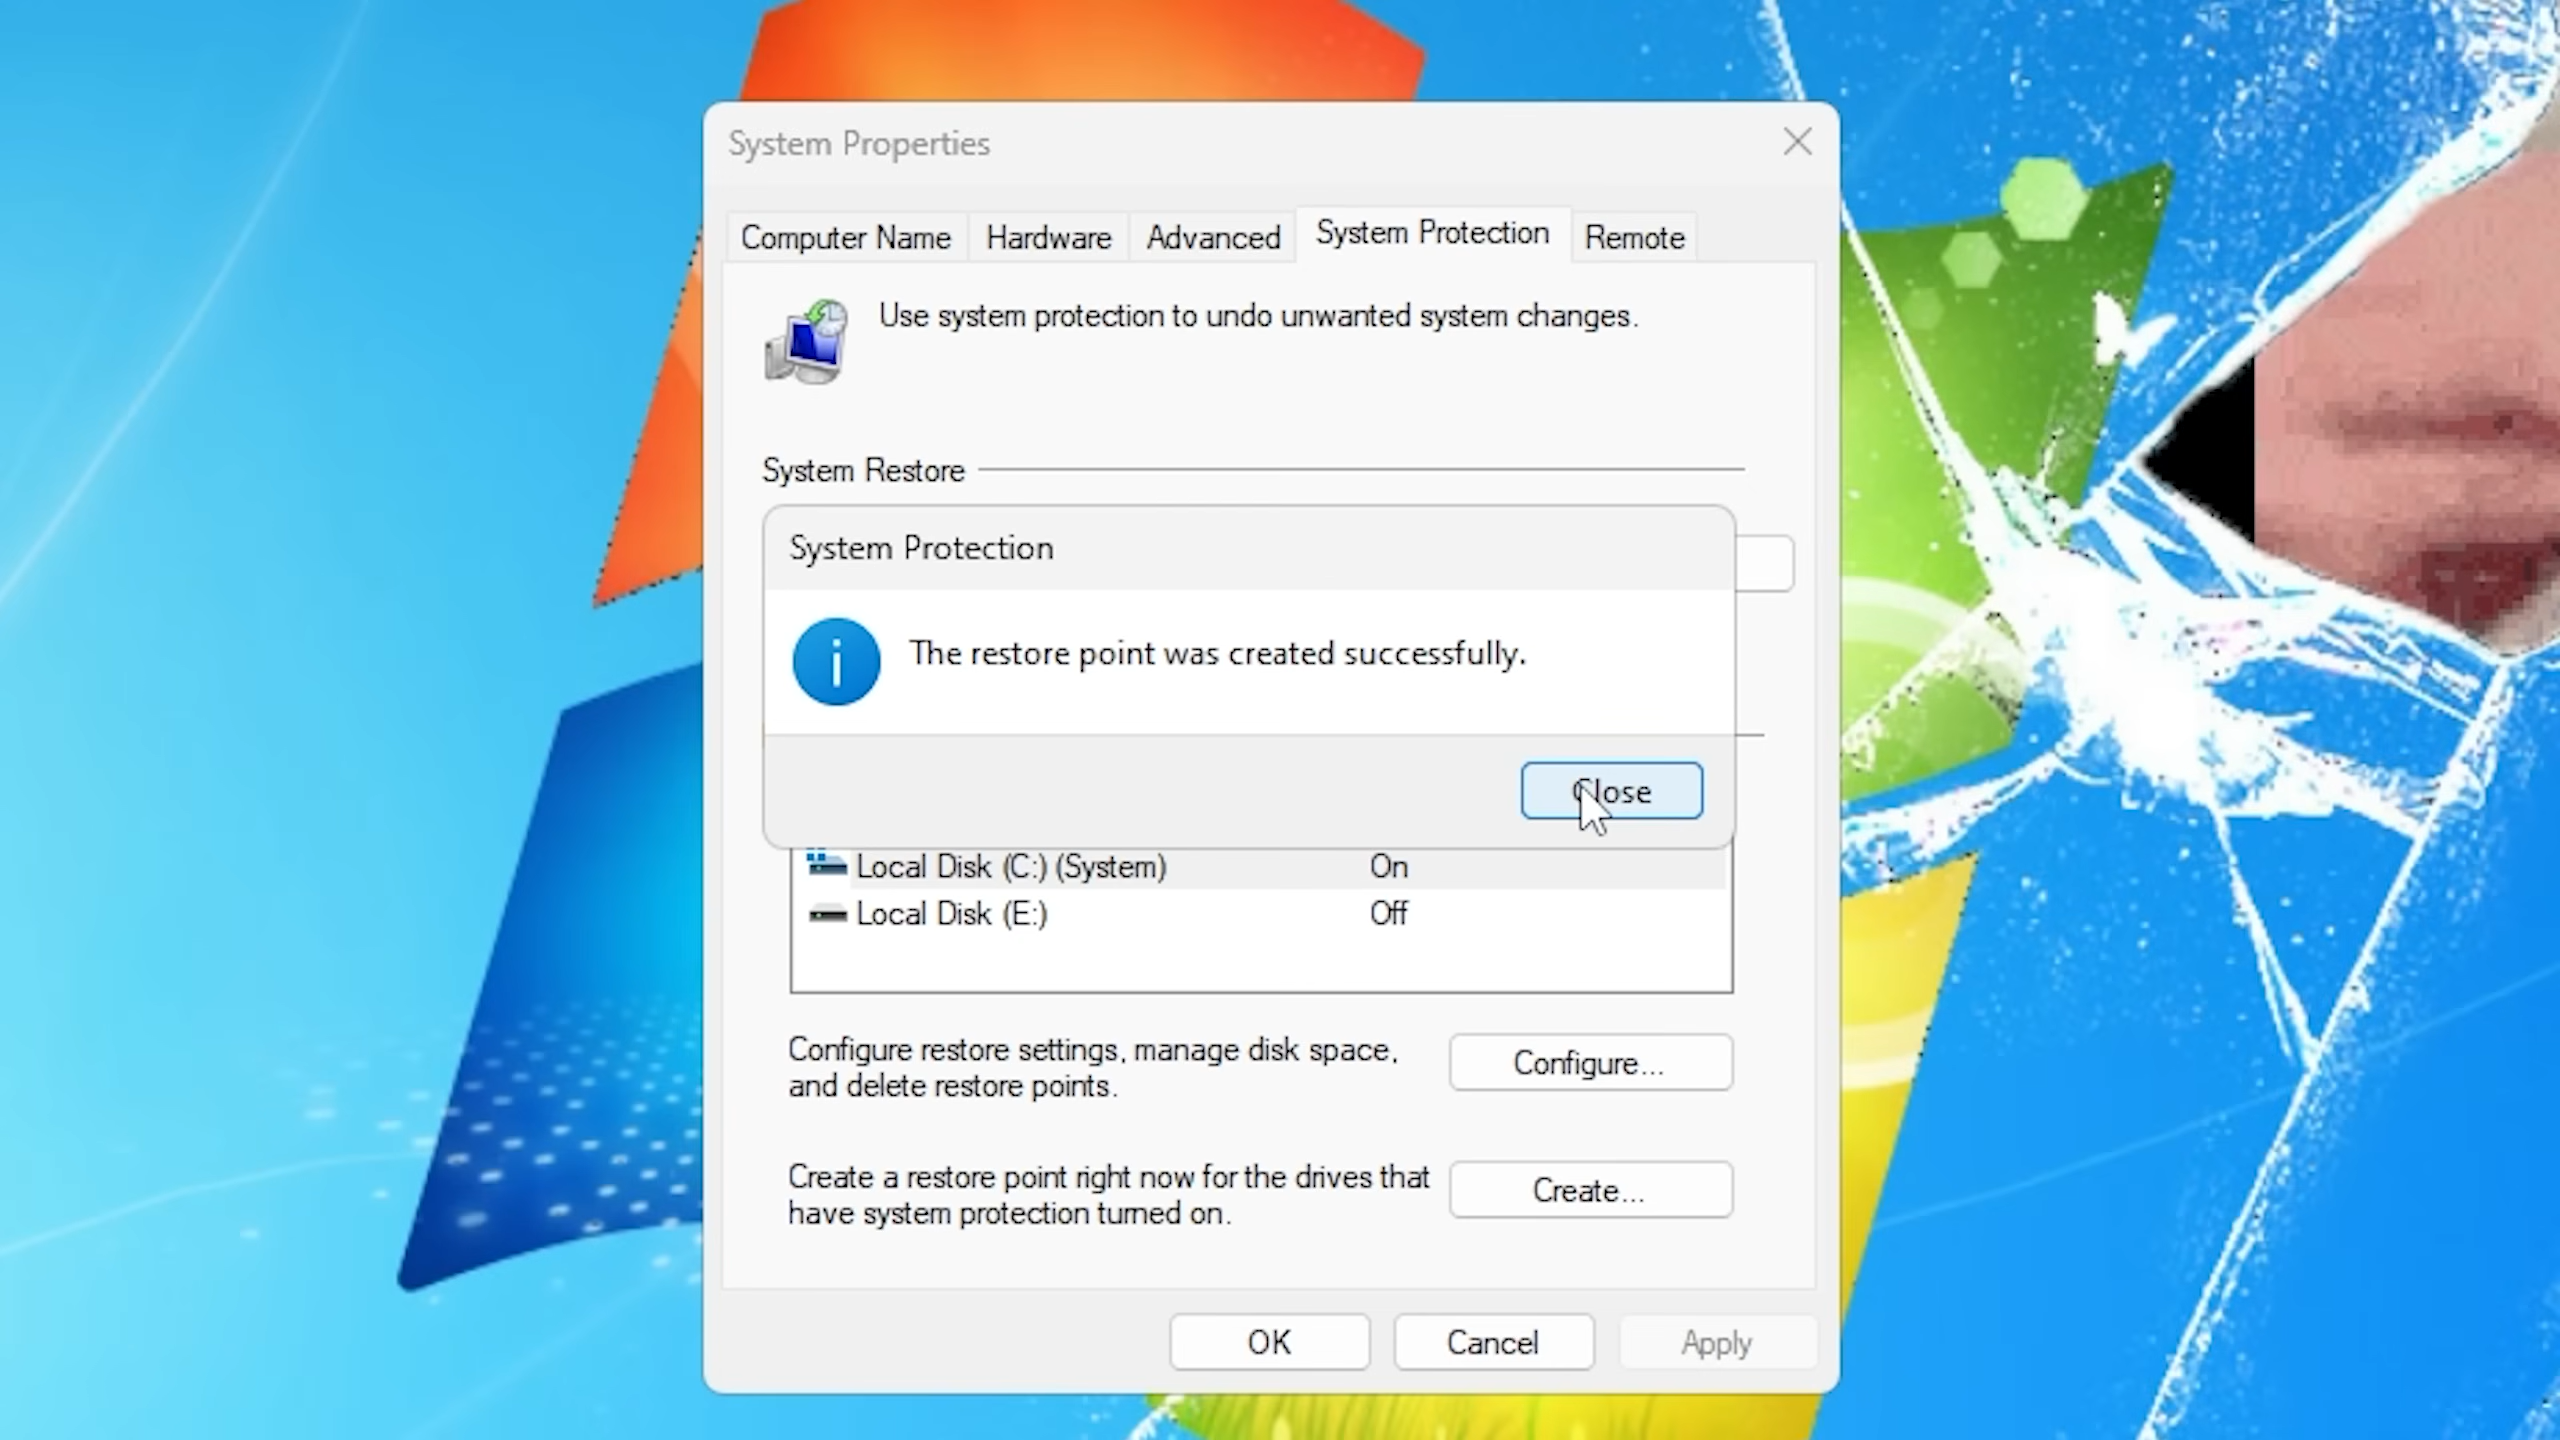 System Properties
Computer Name
Hardware
Advanced
System Protection
Remote
Use system protection to undo unwanted system changes.
System Restore
System Protection
The restore point was created successfully.
Close
Local Disk (C:) (System) On
Local Disk (E:) Off
Configure restore settings, manage disk space,
and delete restore points.
Configure...
Create a restore point right now for the drives that
have system protection turned on.
Create...
OK
Cancel
Apply